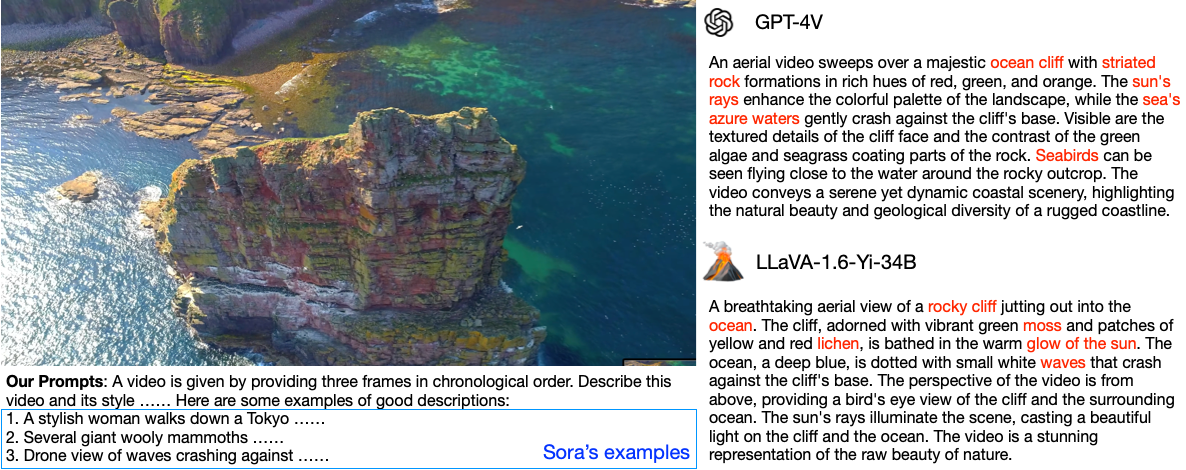 GPT-4V
An aerial video sweeps over a majestic ocean cliff with striated
rock formations in rich hues of red, green, and orange. The sun's
rays enhance the colorful palette of the landscape, while the sea's
azure waters gently crash against the cliff's base. Visible are the
textured details of the cliff face and the contrast of the green
algae and seagrass coating parts of the rock. Seabirds can be
seen flying close to the water around the rocky outcrop. The
video conveys a serene yet dynamic coastal scenery, highlighting
the natural beauty and geological diversity of a rugged coastline.
LLaVA-1.6-Yi-34B
A breathtaking aerial view of a rocky cliff jutting out into the
ocean. The cliff, adorned with vibrant green moss and patches of
yellow and red lichen, is bathed in the warm glow of the sun. The
ocean, a deep blue, is dotted with small white waves that crash
against the cliff's base. The perspective of the video is from
above, providing a bird's eye view of the cliff and the surrounding
ocean. The sun's rays illuminate the scene, casting a beautiful
light on the cliff and the ocean. The video is a stunning
representation of the raw beauty of nature.
Our Prompts: A video is given by providing three frames in chronological order. Describe this
video and its style …… Here are some examples of good descriptions:
1. A stylish woman walks down a Tokyo ……
2. Several giant wooly mammoths ……
3. Drone view of waves crashing against ……
Sora's examples